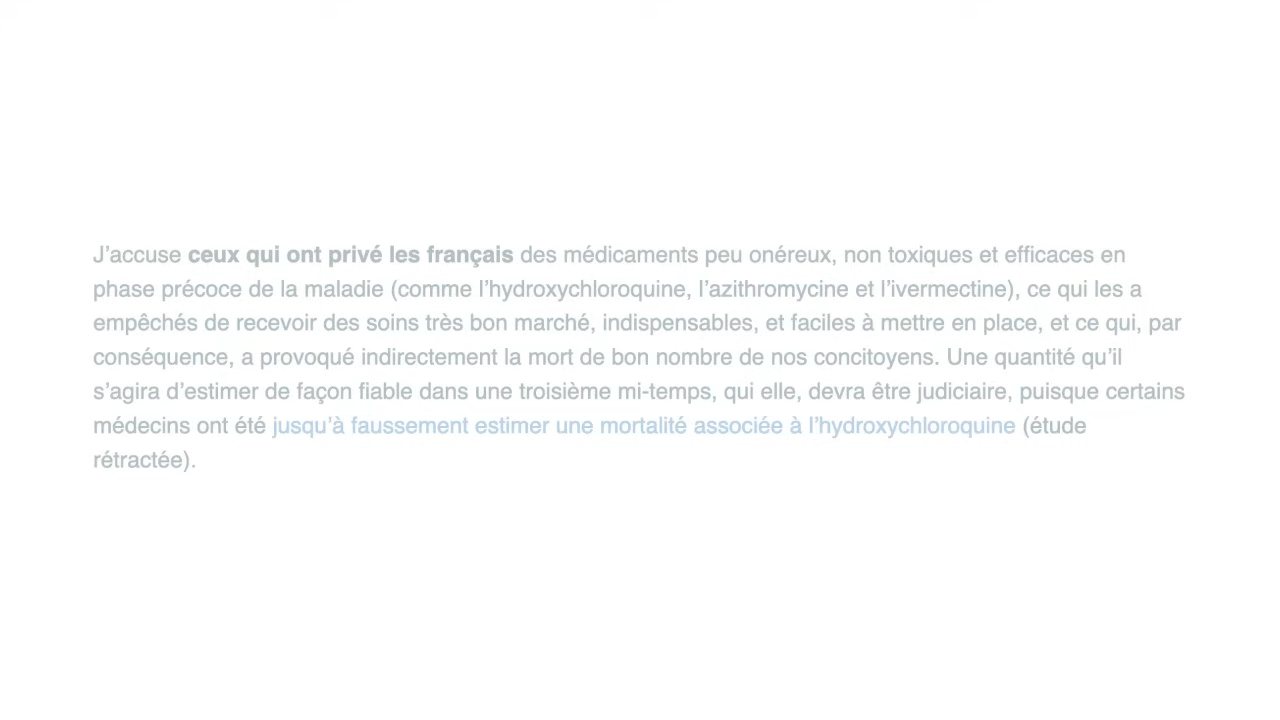 J’accuse ceux qui ont privé les français des médicaments peu onéreux, non toxiques et efficaces en
phase précoce de la maladie (comme l’hydroxychloroquine, l’azithromycine et l’ivermectine), ce qui les a
empêchés de recevoir des soins très bon marché, indispensables, et faciles à mettre en place, et ce qui, par
conséquence, a provoqué indirectement la mort de bon nombre de nos concitoyens. Une quantité qu’il
s’agira d’estimer de façon fiable dans une troisième mi-temps, qui elle, devra être judiciaire, puisque certains
médecins ont été jusqu’à faussement estimer une mortalité associée à l’hydroxychloroquine (étude
rétractée).